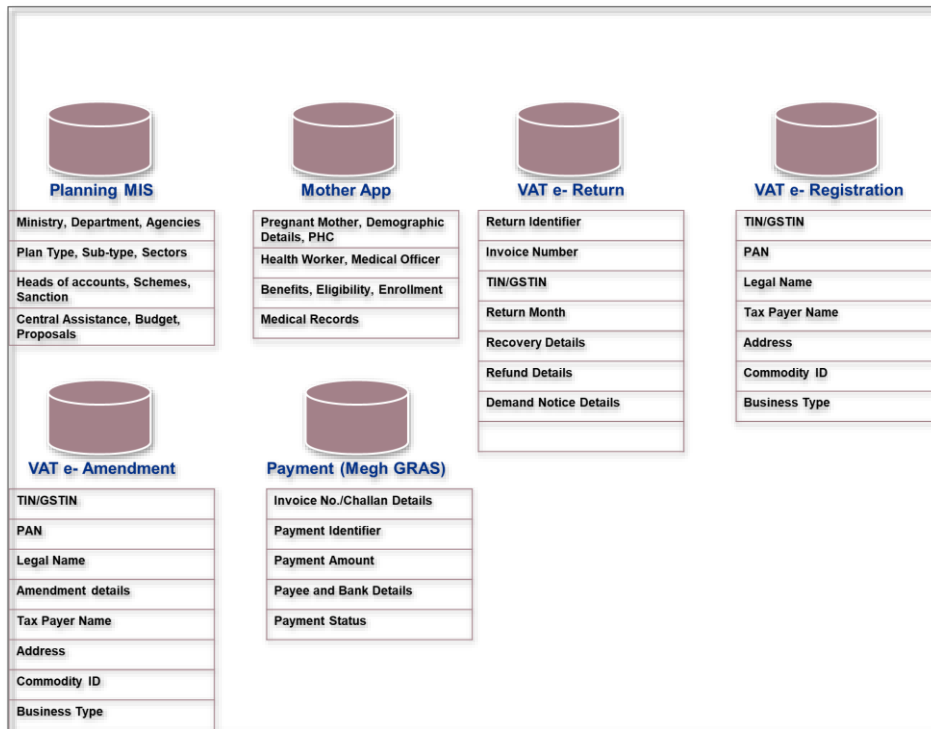 Planning MIS
Ministry, Department, Agencies
Plan Type, Sub-type, Sectors
Heads of accounts, Schemes,
Sanction
Central Assistance, Budget,
Proposals
Mother App
Pregnant Mother, Demographic
Details, PHC
Health Worker, Medical Officer
Benefits, Eligibility, Enrollment
Medical Records
VAT e- Return
Return Identifier
Invoice Number
TIN/GSTIN
Return Month
Recovery Details
Refund Details
Demand Notice Details
VAT e- Registration
TIN/GSTIN
PAN
Legal Name
Tax Payer Name
Address
Commodity ID
Business Type
VAT e- Amendment
TIN/GSTIN
PAN
Legal Name
Amendment details
Tax Payer Name
Address
Commodity ID
Business Type
Payment (Megh GRAS)
Invoice No./Challan Details
Payment Identifier
Payment Amount
Payee and Bank Details
Payment Status